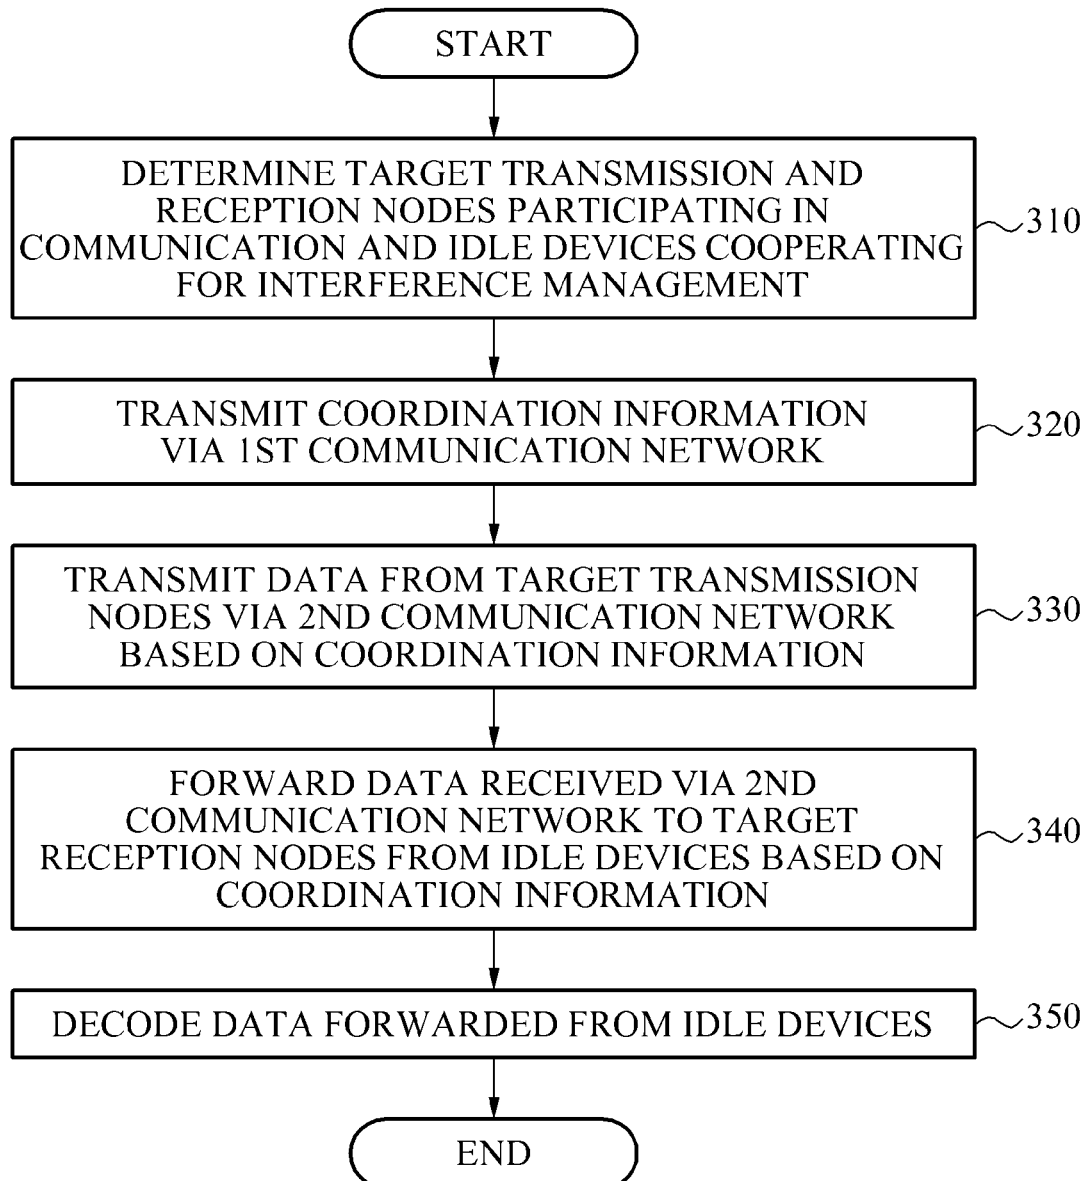 START
DETERMINE TARGET TRANSMISSION AND
RECEPTION NODES PARTICIPATING IN
COMMUNICATION AND IDLE DEVICES COOPERATING
FOR INTERFERENCE MANAGEMENT
310
TRANSMIT COORDINATION INFORMATION
VIA 1ST COMMUNICATION NETWORK
320
TRANSMIT DATA FROM TARGET TRANSMISSION
NODES VIA 2ND COMMUNICATION NETWORK
BASED ON COORDINATION INFORMATION
330
FORWARD DATA RECEIVED VIA 2ND
COMMUNICATION NETWORK TO TARGET
RECEPTION NODES FROM IDLE DEVICES BASED ON
COORDINATION INFORMATION
340
DECODE DATA FORWARDED FROM IDLE DEVICES
350
END